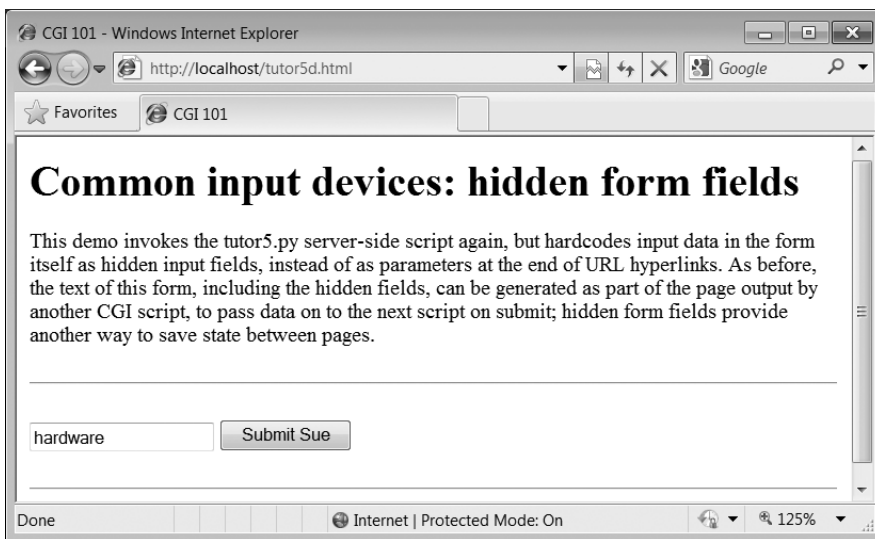 CGI 101 - Windows Internet Explorer
http://localhost/tutor5d.html
Google
Favorites
CGI 101
Common input devices: hidden form fields
This demo invokes the tutor5.py server-side script again, but hardcodes input data in the form
itself as hidden input fields, instead of as parameters at the end of URL hyperlinks. As before,
the text of this form, including the hidden fields, can be generated as part of the page output by
another CGI script, to pass data on to the next script on submit; hidden form fields provide
another way to save state between pages.
hardware
Submit Sue
Done
Internet | Protected Mode: On
125%